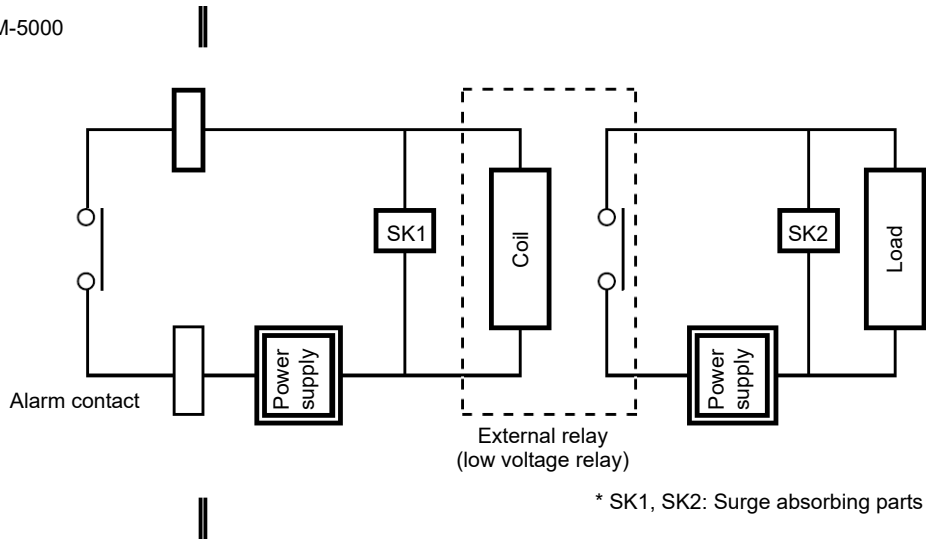 M-5000
SK1
Coil
SK2
Load
Power
supply
Power
supply
Alarm contact
External relay
(low voltage relay)
* SK1, SK2: Surge absorbing parts